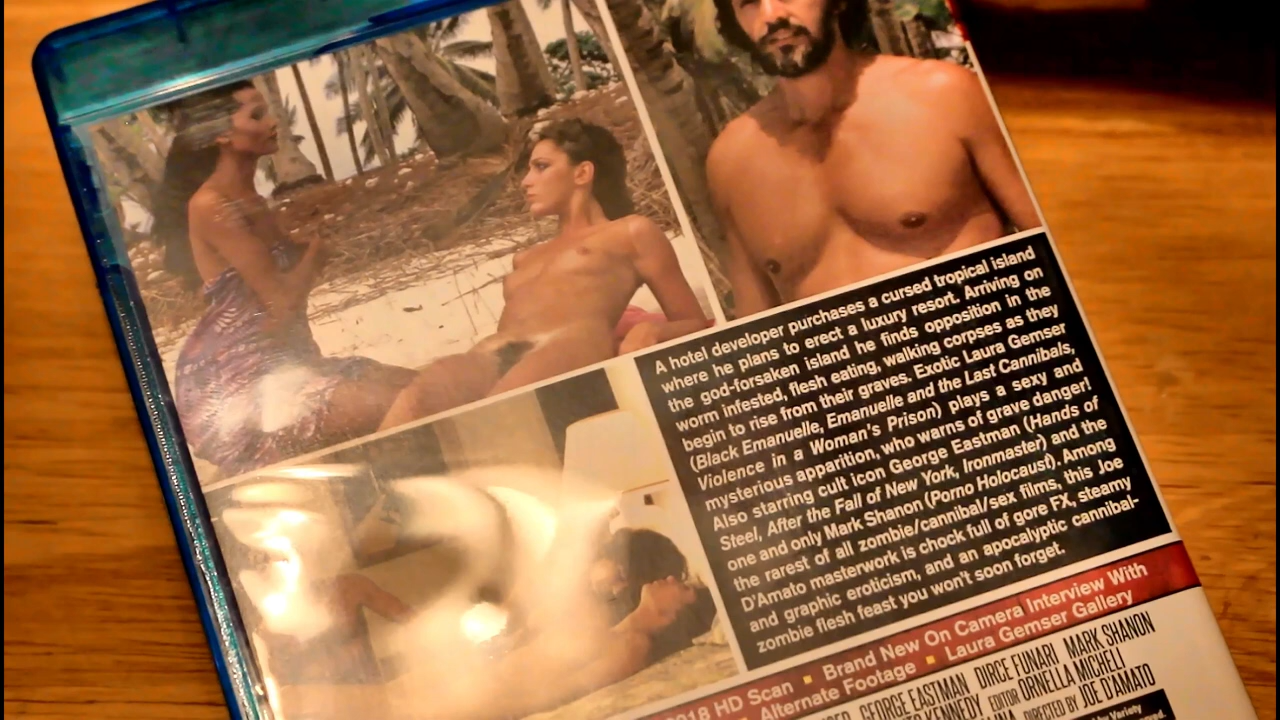 A hotel developer purchases a cursed tropical island
where he plans to erect a luxury resort. Arriving on
the god-forsaken island he finds opposition in the
worm infested, flesh eating, walking corpses as they
begin to rise from their graves. Exotic Laura Gemser
(Black Emanuelle, Emanuelle and the Last Cannibals,
Violence in a Woman's Prison) plays a sexy and
mysterious apparition, who warns of grave danger!
Also starring cult icon George Eastman (Hands of
Steel, After the Fall of New York, Ironmaster) and the
one and only Mark Shanon (Porno Holocaust). Among
the rarest of all zombie/cannibal/sex films, this Joe
D'Amato masterwork is chock full of gore FX, steamy
and graphic eroticism, and an apocalyptic cannibal-
zombie flesh feast you won't soon forget.
2018 HD Scan ▪ Brand New On Camera Interview With
Alternate Footage ▪ Laura Gemser Gallery
GEORGE EASTMAN DIRCE FUNARI MARK SHANON
KENNEDY EDITOR ORNELLA MICHELI
DIRECTED BY JOE D'AMATO
Variety